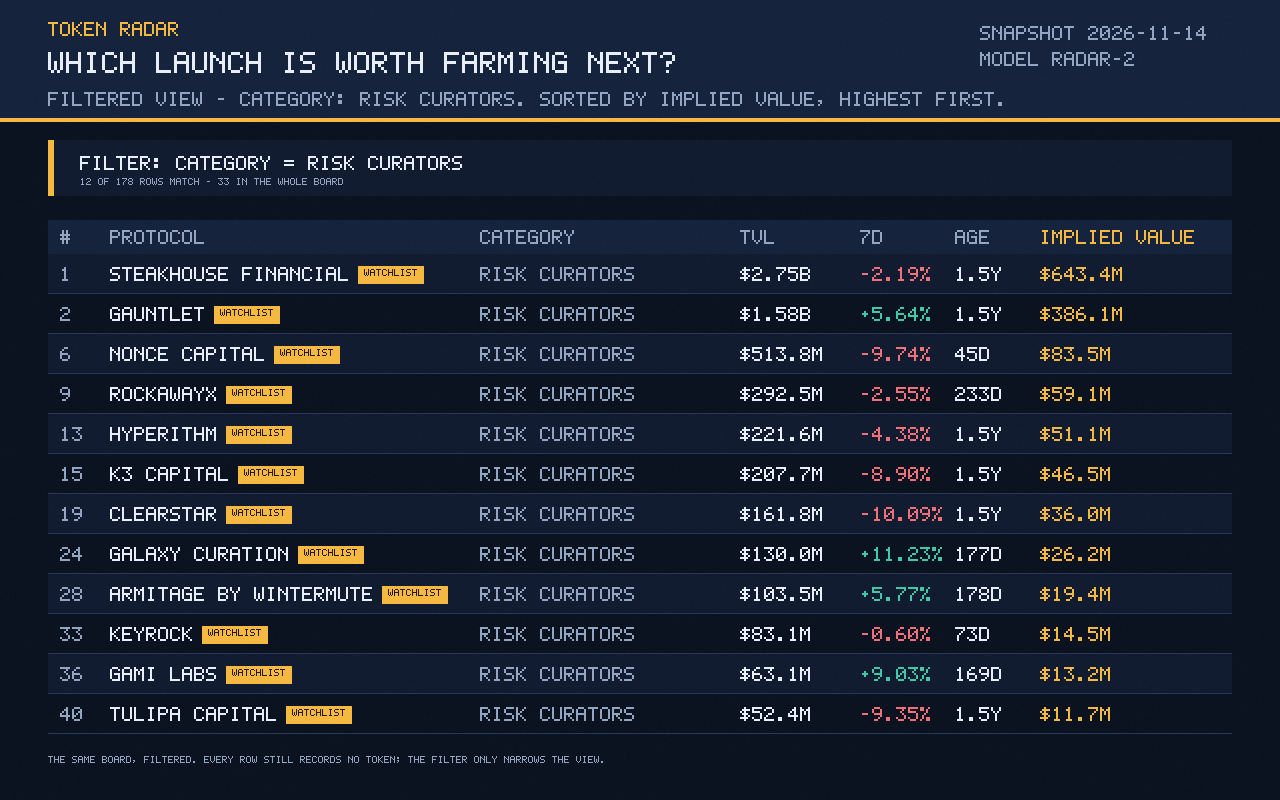 TOKEN RADAR
WHICH LAUNCH IS WORTH FARMING NEXT?
FILTERED VIEW - CATEGORY: RISK CURATORS. SORTED BY IMPLIED VALUE, HIGHEST FIRST.
SNAPSHOT 2026-11-14
MODEL RADAR-2
FILTER: CATEGORY = RISK CURATORS
12 OF 178 ROWS MATCH - 33 IN THE WHOLE BOARD
# PROTOCOL CATEGORY TVL 7D AGE IMPLIED VALUE
1 STEAKHOUSE FINANCIAL WATCHLIST RISK CURATORS $2.75B -2.19% 1.5Y $643.4M
2 GAUNTLET WATCHLIST RISK CURATORS $1.58B +5.64% 1.5Y $386.1M
6 NONCE CAPITAL WATCHLIST RISK CURATORS $513.8M -9.74% 45D $83.5M
9 ROCKAWAYX WATCHLIST RISK CURATORS $292.5M -2.55% 233D $59.1M
13 HYPERITHM WATCHLIST RISK CURATORS $221.6M -4.38% 1.5Y $51.1M
15 K3 CAPITAL WATCHLIST RISK CURATORS $207.7M -8.90% 1.5Y $46.5M
19 CLEARSTAR WATCHLIST RISK CURATORS $161.8M -10.09% 1.5Y $36.0M
24 GALAXY CURATION WATCHLIST RISK CURATORS $130.0M +11.23% 177D $26.2M
28 ARMITAGE BY WINTERMUTE WATCHLIST RISK CURATORS $103.5M +5.77% 178D $19.4M
33 KEYROCK WATCHLIST RISK CURATORS $83.1M -0.60% 73D $14.5M
36 GAMI LABS WATCHLIST RISK CURATORS $63.1M +9.03% 169D $13.2M
40 TULIPA CAPITAL WATCHLIST RISK CURATORS $52.4M -9.35% 1.5Y $11.7M
THE SAME BOARD, FILTERED. EVERY ROW STILL RECORDS NO TOKEN; THE FILTER ONLY NARROWS THE VIEW.